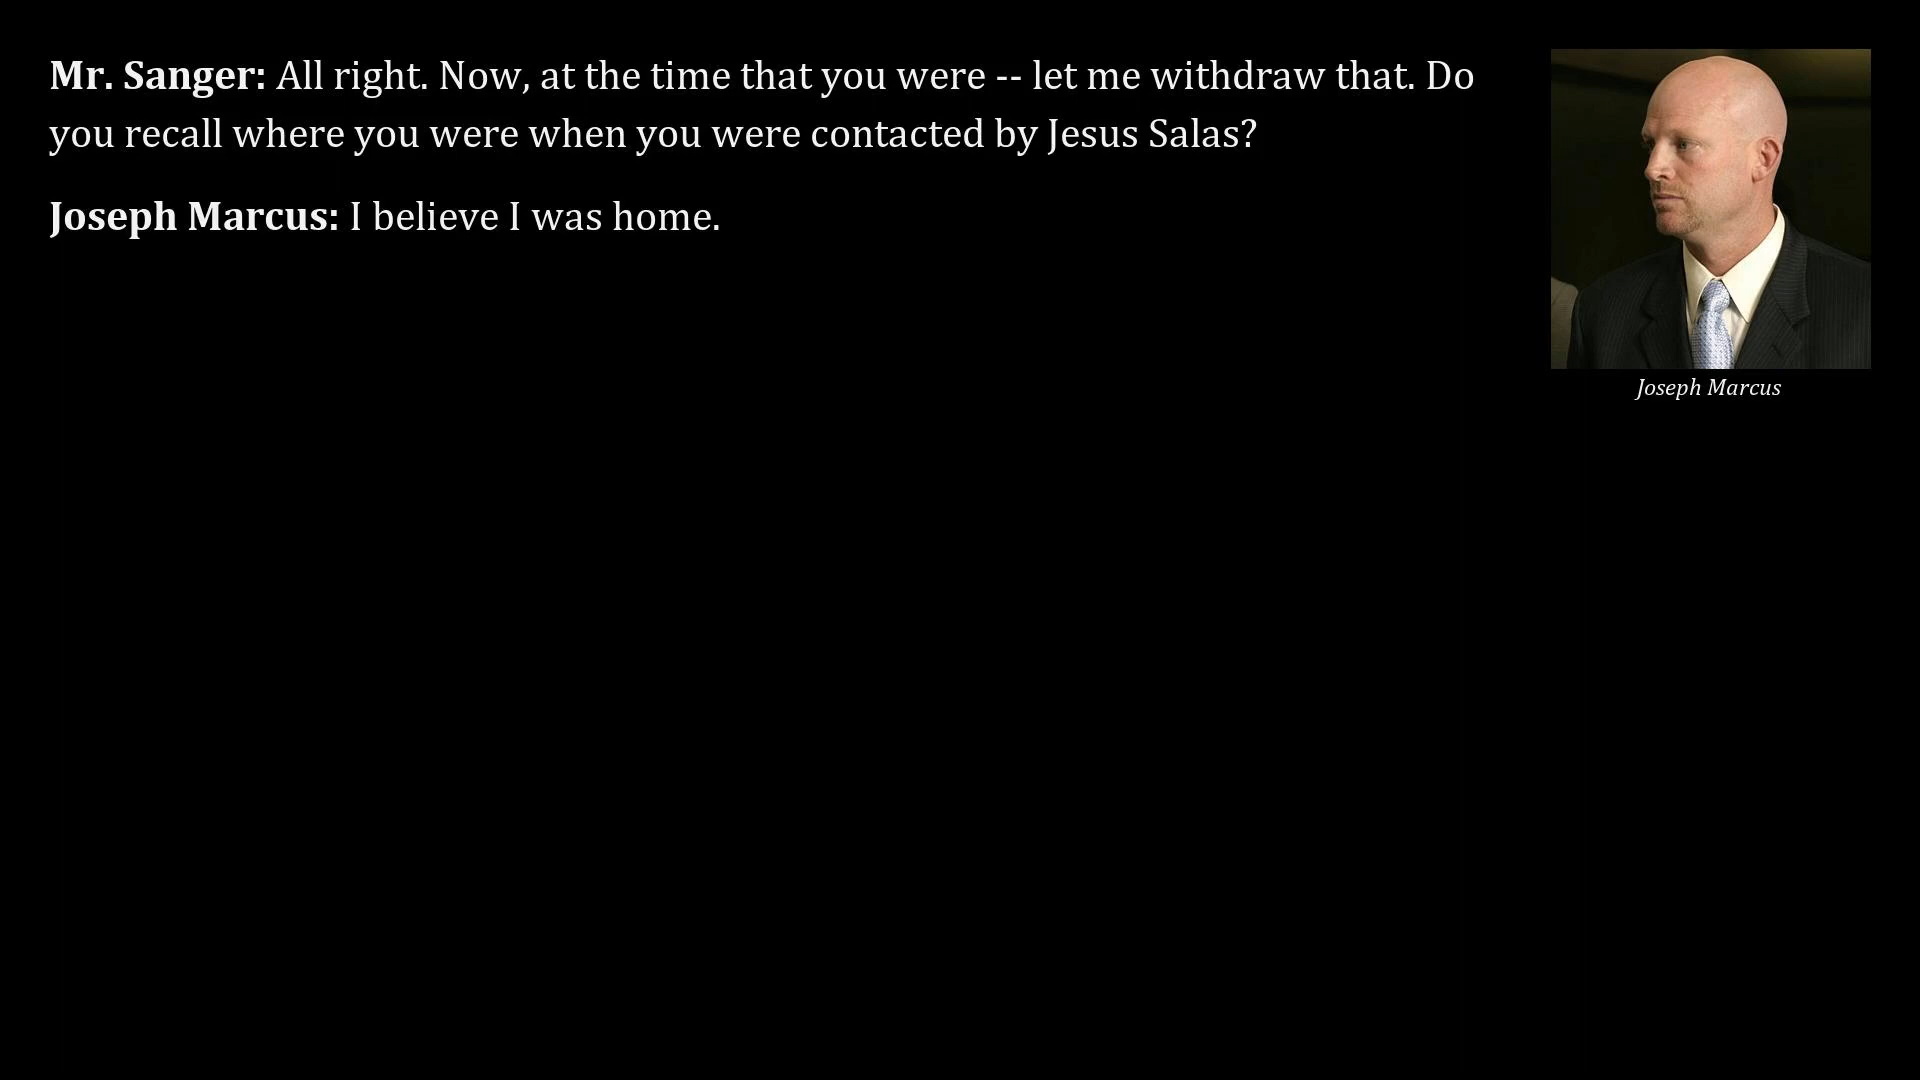 Mr. Sanger: All right. Now, at the time that you were -- let me withdraw that. Do
you recall where you were when you were contacted by Jesus Salas?
Joseph Marcus: I believe I was home.
Joseph Marcus